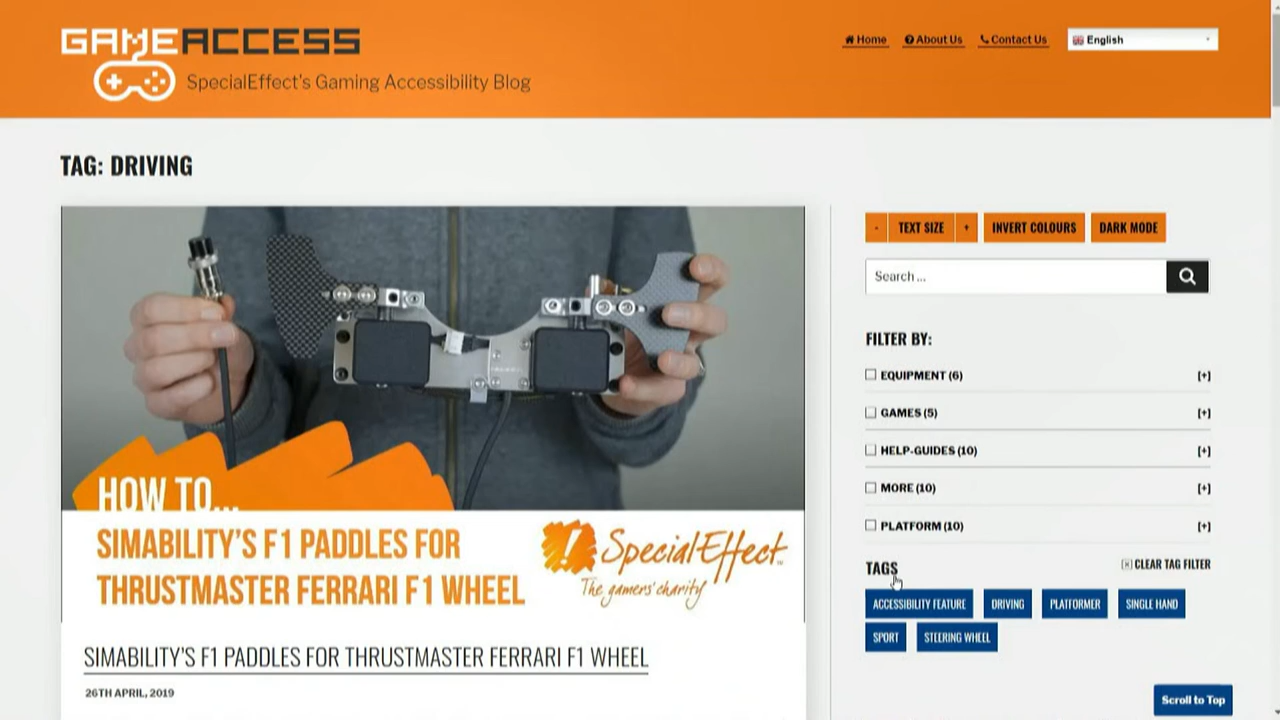 GAMEACCESS
SpecialEffect's Gaming Accessibility Blog
Home
About Us
Contact Us
English
TAG: DRIVING
- TEXT SIZE +
INVERT COLOURS
DARK MODE
Search ...
FILTER BY:
EQUIPMENT (6) [+]
GAMES (5) [+]
HELP-GUIDES (10) [+]
MORE (10) [+]
PLATFORM (10) [+]
TAGS
[×] CLEAR TAG FILTER
ACCESSIBILITY FEATURE
DRIVING
PLATFORMER
SINGLE HAND
SPORT
STEERING WHEEL
HOW TO...
SIMABILITY'S F1 PADDLES FOR
THRUSTMASTER FERRARI F1 WHEEL
SpecialEffect
The gamers' charity
SIMABILITY'S F1 PADDLES FOR THRUSTMASTER FERRARI F1 WHEEL
26TH APRIL, 2019
Scroll to Top